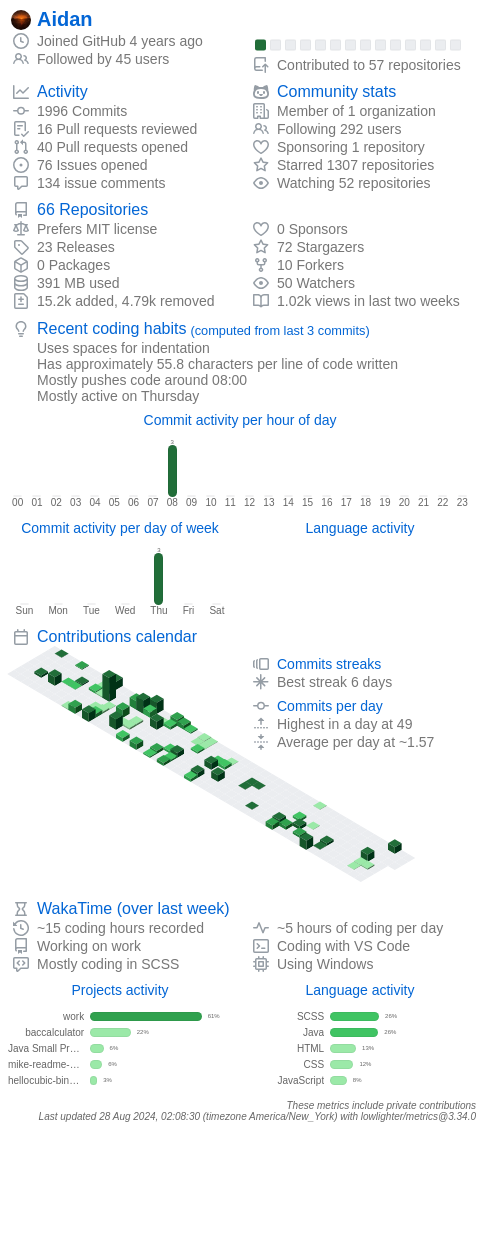 Aidan
Joined GitHub 4 years ago
Followed by 45 users
Contributed to 57 repositories
Activity
1996 Commits
16 Pull requests reviewed
40 Pull requests opened
76 Issues opened
134 issue comments
Community stats
Member of 1 organization
Following 292 users
Sponsoring 1 repository
Starred 1307 repositories
Watching 52 repositories
66 Repositories
Prefers MIT license
23 Releases
0 Packages
391 MB used
15.2k added, 4.79k removed
0 Sponsors
72 Stargazers
10 Forkers
50 Watchers
1.02k views in last two weeks
Recent coding habits (computed from last 3 commits)
Uses spaces for indentation
Has approximately 55.8 characters per line of code written
Mostly pushes code around 08:00
Mostly active on Thursday
Commit activity per hour of day
3
00 01 02 03 04 05 06 07 08 09 10 11 12 13 14 15 16 17 18 19 20 21 22 23
Commit activity per day of week
3
Sun Mon Tue Wed Thu Fri Sat
Language activity
Contributions calendar
Commits streaks
Best streak 6 days
Commits per day
Highest in a day at 49
Average per day at ~1.57
WakaTime (over last week)
~15 coding hours recorded
Working on work
Mostly coding in SCSS
~5 hours of coding per day
Coding with VS Code
Using Windows
Projects activity
work 61%
baccalculator 22%
Java Small Pr… 6%
mike-readme-… 6%
hellocubic-bin… 3%
Language activity
SCSS 26%
Java 26%
HTML 13%
CSS 12%
JavaScript 8%
These metrics include private contributions
Last updated 28 Aug 2024, 02:08:30 (timezone America/New_York) with lowlighter/metrics@3.34.0